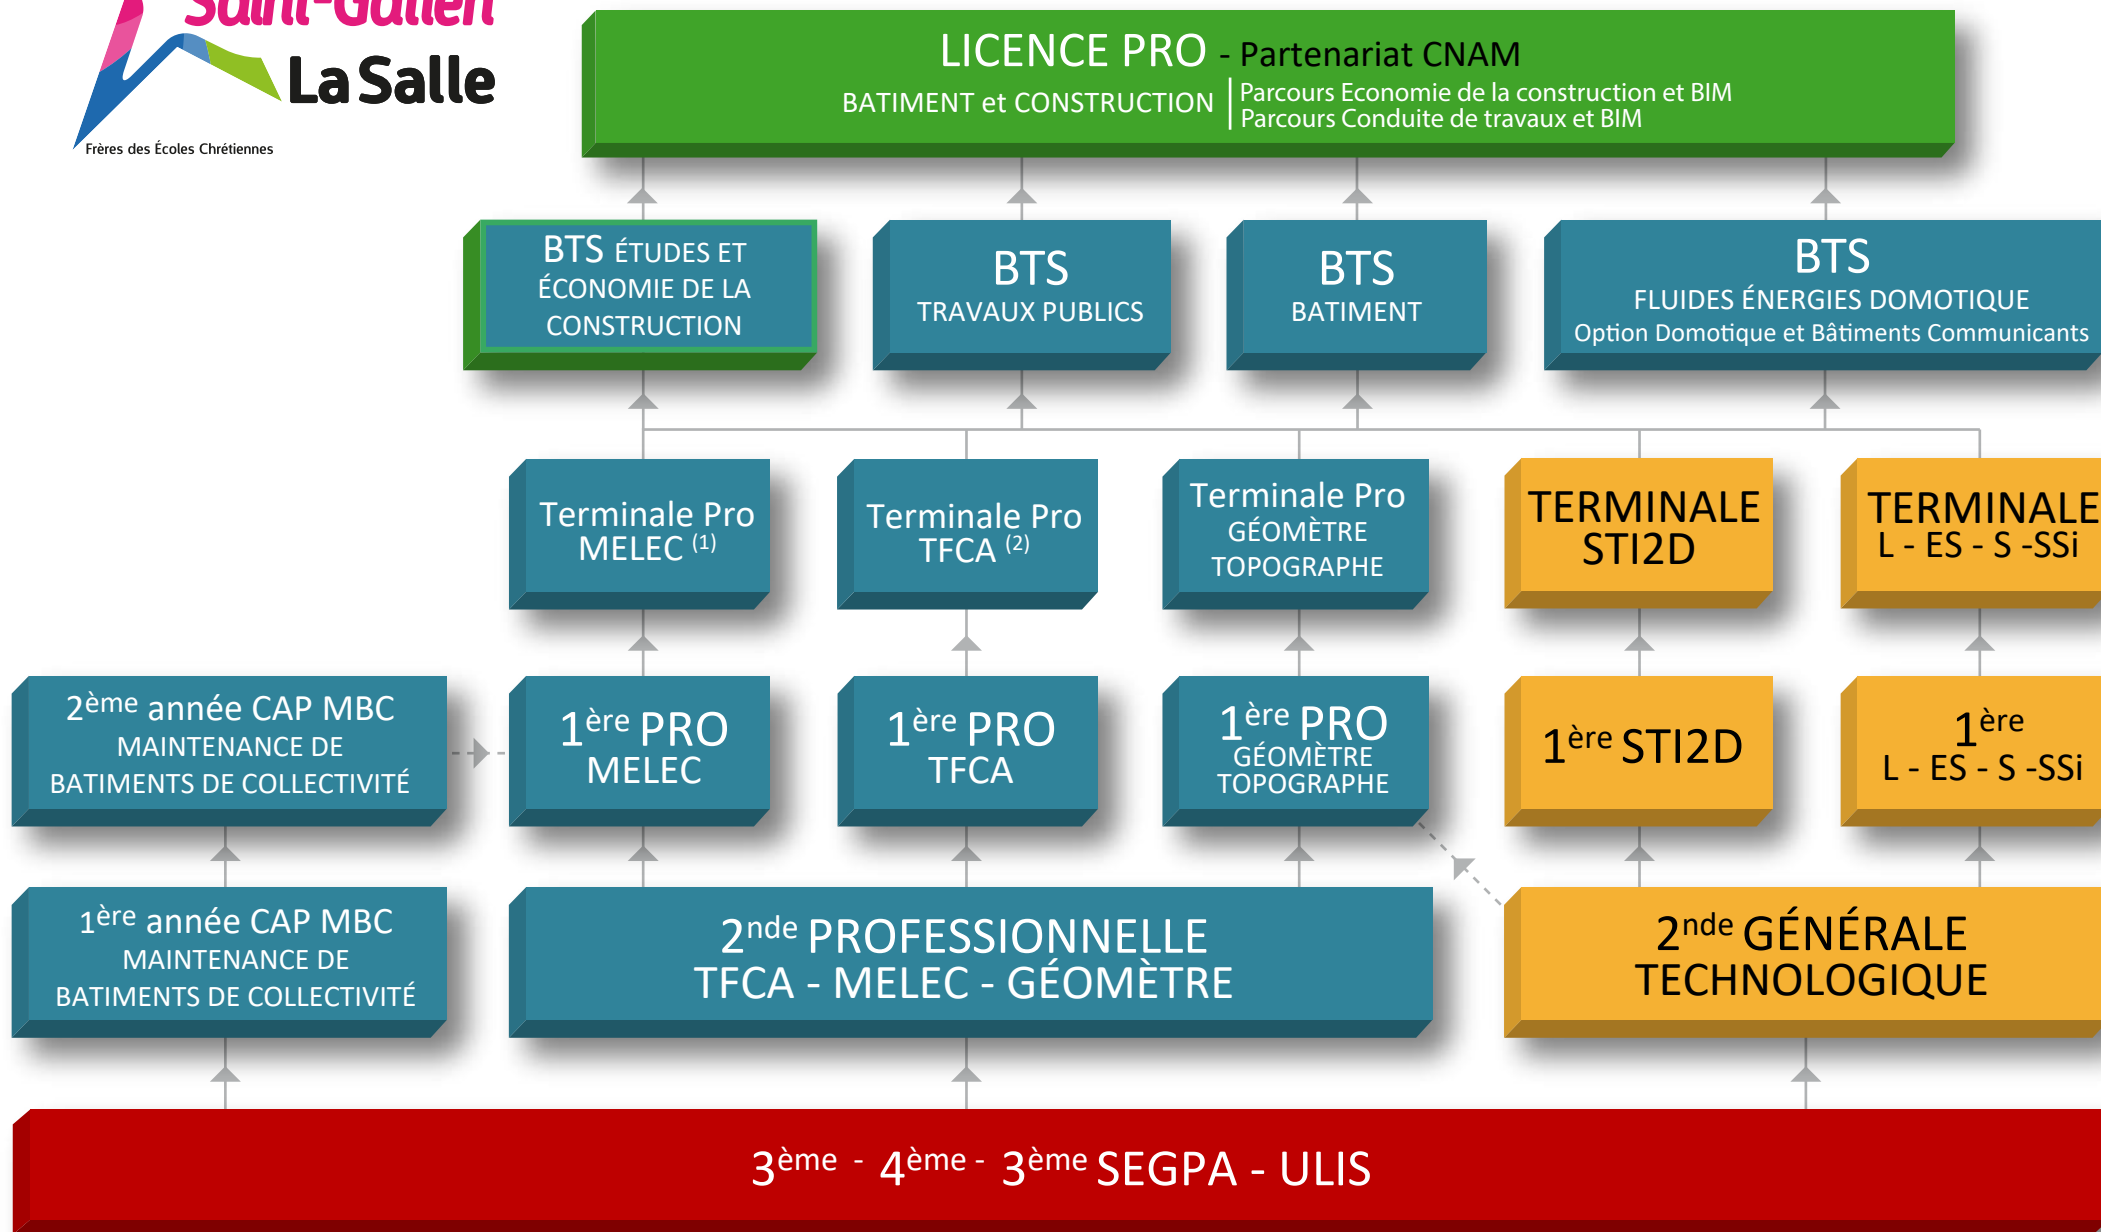 Saint-Galien
La Salle
Frères des Écoles Chrétiennes
LICENCE PRO - Partenariat CNAM
BATIMENT et CONSTRUCTION
Parcours Economie de la construction et BIM
Parcours Conduite de travaux et BIM
BTS ÉTUDES ET
ÉCONOMIE DE LA
CONSTRUCTION
BTS
TRAVAUX PUBLICS
BTS
BATIMENT
BTS
FLUIDES ÉNERGIES DOMOTIQUE
Option Domotique et Bâtiments Communicants
Terminale Pro
MELEC (1)
Terminale Pro
TFCA (2)
Terminale Pro
GÉOMÈTRE
TOPOGRAPHE
TERMINALE
STI2D
TERMINALE
L - ES - S -SSi
2ème année CAP MBC
MAINTENANCE DE
BATIMENTS DE COLLECTIVITÉ
1ère PRO
MELEC
1ère PRO
TFCA
1ère PRO
GÉOMÈTRE
TOPOGRAPHE
1ère STI2D
1ère
L - ES - S -SSi
1ère année CAP MBC
MAINTENANCE DE
BATIMENTS DE COLLECTIVITÉ
2nde PROFESSIONNELLE
TFCA - MELEC - GÉOMÈTRE
2nde GÉNÉRALE
TECHNOLOGIQUE
3ème - 4ème - 3ème SEGPA - ULIS